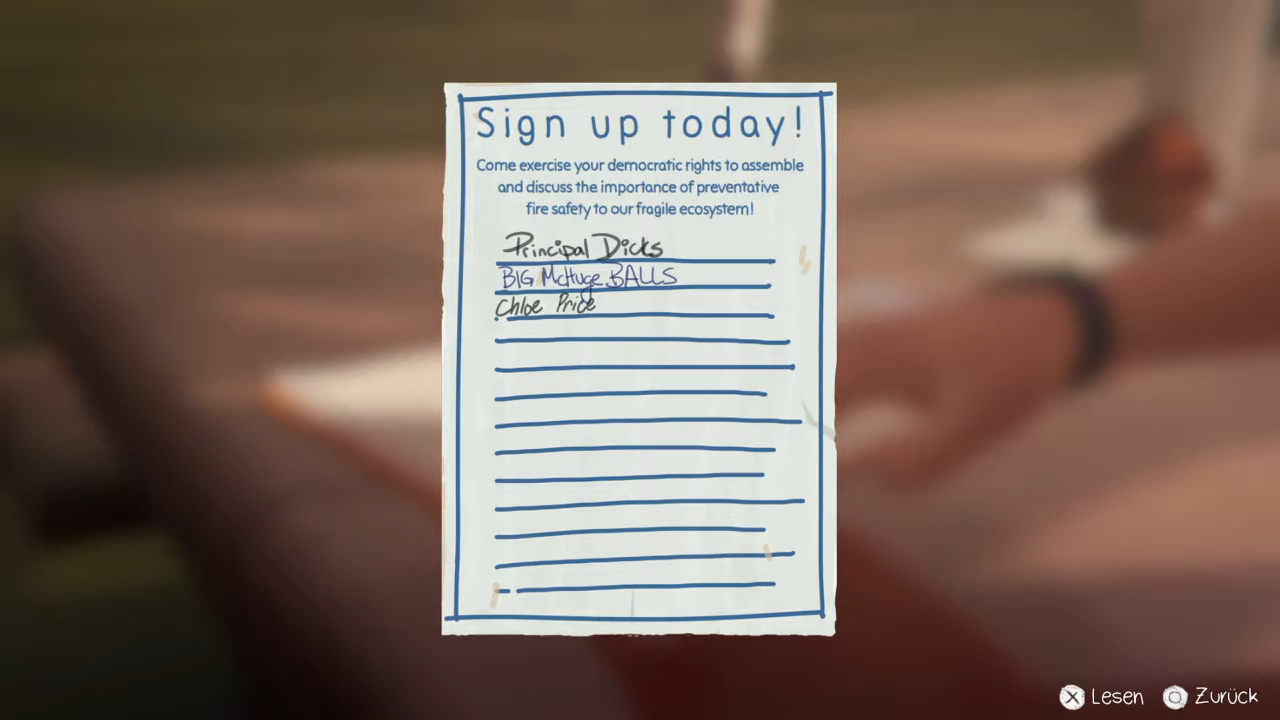 Sign up today!
Come exercise your democratic rights to assemble
and discuss the importance of preventative
fire safety to our fragile ecosystem!
Principal Dicks
BIG McHuge BALLS
Chloe Price
Lesen Zurück